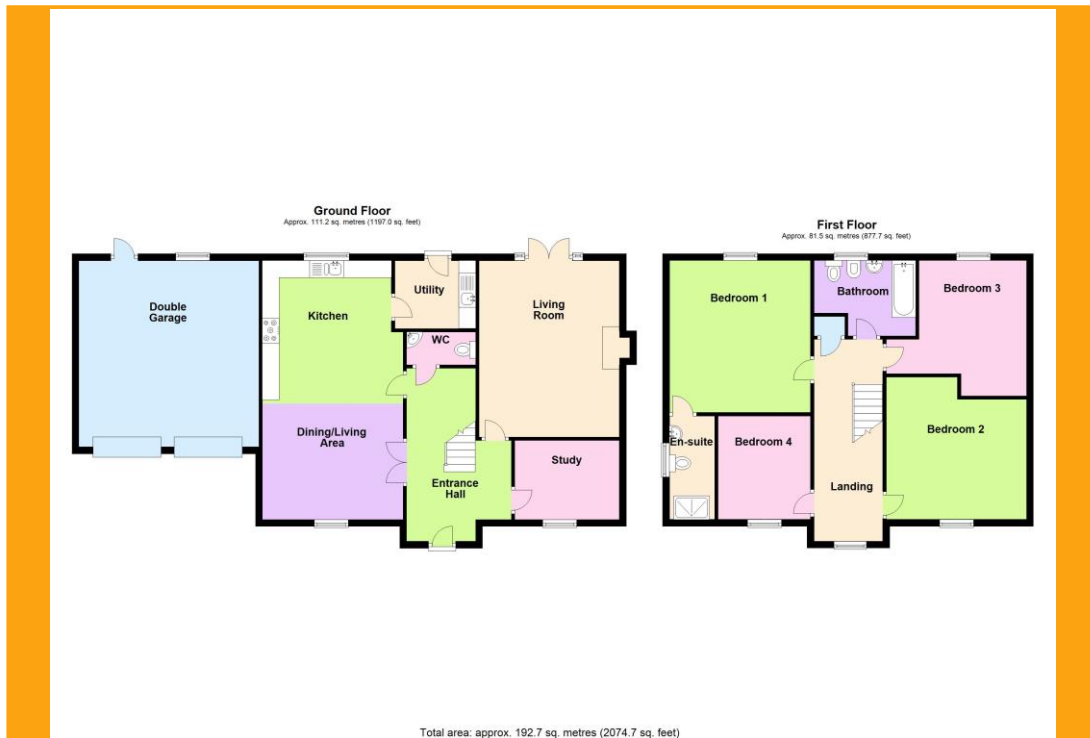 Ground Floor
Approx. 111.2 sq. metres (1197.0 sq. feet)
Double
Garage
Kitchen
Utility
WC
Living
Room
Dining/Living
Area
Entrance
Hall
Study
First Floor
Approx. 81.5 sq. metres (877.7 sq. feet)
Bedroom 1
Bathroom
Bedroom 3
En-suite
Bedroom 4
Landing
Bedroom 2
Total area: approx. 192.7 sq. metres (2074.7 sq. feet)